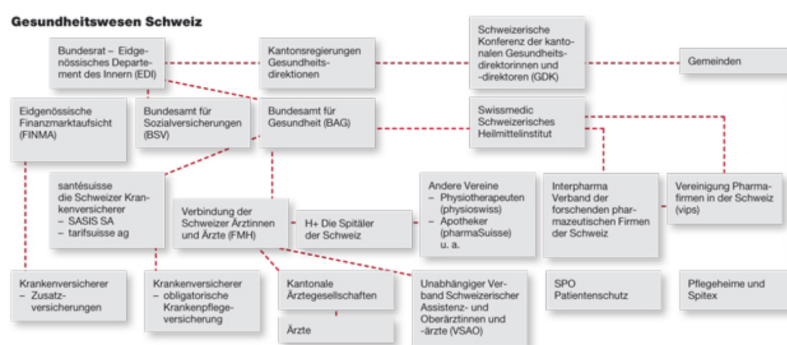 Gesundheitswesen Schweiz
Bundesrat – Eidge-
nössisches Departe-
ment des Innern (EDI)
Kantonsregierungen
Gesundheits-
direktionen
Schweizerische
Konferenz der kanto-
nalen Gesundheits-
direktorinnen und
-direktoren (GDK)
Gemeinden
Eidgenössische
Finanzmarktaufsicht
(FINMA)
Bundesamt für
Sozialversicherungen
(BSV)
Bundesamt für
Gesundheit (BAG)
Swissmedic
Schweizerisches
Heilmittelinstitut
santésuisse
die Schweizer Kran-
kenversicherer
– SASIS SA
– tarifsuisse ag
Verbindung der
Schweizer Ärztinnen
und Ärzte (FMH)
H+ Die Spitäler
der Schweiz
Andere Vereine
– Physiotherapeuten
(physioswiss)
– Apotheker
(pharmaSuisse)
u. a.
Interpharma
Verband der
forschenden phar-
mazeutischen Firmen
der Schweiz
Vereinigung Pharma-
firmen in der Schweiz
(vips)
Krankenversicherer
– Zusatz-
versicherungen
Krankenversicherer
– obligatorische
Krankenpflege-
versicherung
Kantonale
Ärztegesellschaften
Ärzte
Unabhängiger Ver-
band Schweizerischer
Assistenz- und
Oberärztinnen und
-ärzte (VSAO)
SPO
Patientenschutz
Pflegeheime und
Spitex